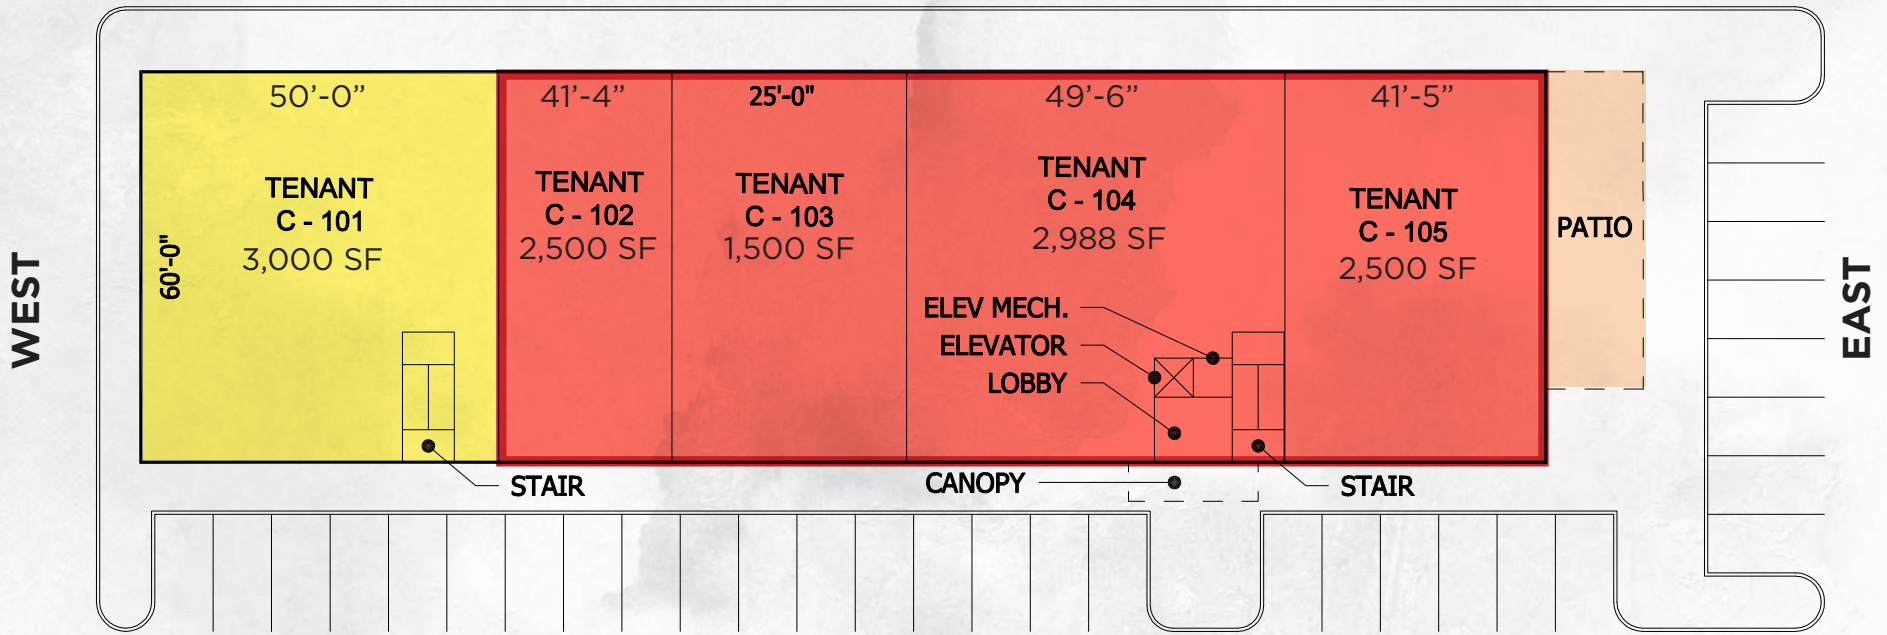 WEST
50’-0”
TENANT
C - 101
3,000 SF
60'-0"
41’-4”
TENANT
C - 102
2,500 SF
25'-0"
TENANT
C - 103
1,500 SF
49’-6”
TENANT
C - 104
2,988 SF
41’-5”
TENANT
C - 105
2,500 SF
PATIO
ELEV MECH.
ELEVATOR
LOBBY
STAIR
CANOPY
STAIR
EAST